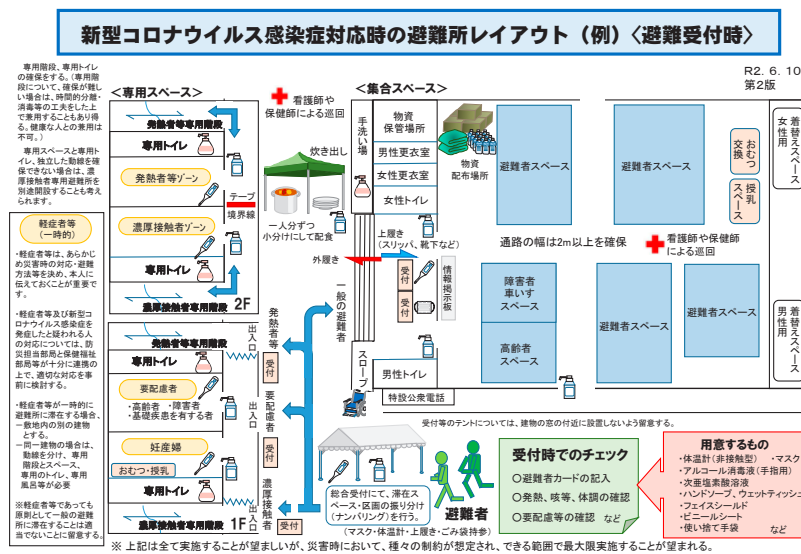 新型コロナウイルス感染症対応時の避難所レイアウト（例）〈避難受付時〉
R2. 6. 10
第2版
専用階段、専用トイレ
の確保をする。（専用階
段について、確保が難し
い場合は、時間的分離・
消毒等の工夫をした上
で兼用することもあり得
る。健康な人との兼用は
不可。）
専用スペースと専用ト
イレ、独立した動線を確
保できない場合は、濃
厚接触者専用避難所を
別途開設することも考え
られます。
軽症者等
（一時的）
・軽症者等は、あらかじ
め災害時の対応・避難
方法等を決め、本人に
伝えておくことが重要で
す。
・軽症者等及び新型コ
ロナウイルス感染症を
発症したと疑われる人
の対応については、防
災担当部局と保健福祉
部局等が十分に連携の
上で、適切な対応を事
前に検討する。
・軽症者等が一時的に
避難所に滞在する場合、
－敷地内の別の建物
とする。
－同一建物の場合は、
動線を分け、専用
階段とスペース、
専用のトイレ、専用
風呂等が必要
※軽症者等であっても
原則として一般の避難
所に滞在することは適
当でないことに留意する。
＜専用スペース＞
発熱者等専用階段
専用トイレ
発熱者等ゾーン
濃厚接触者ゾーン
専用トイレ
濃厚接触者専用階段
2F
テープ
境界線
看護師や
保健師による巡回
炊き出し
一人分ずつ
小分けにして配食
発熱者等専用階段
専用トイレ
要配慮者
・高齢者 ・障害者
・基礎疾患を有する者
妊産婦
おむつ・授乳
専用トイレ
濃厚接触者専用階段
1F
出入口
出入口
出入口
発熱者等
受付
要配慮者
受付
濃厚接触者
受付
一般の避難者
＜集合スペース＞
手洗い場
物資
保管場所
男性更衣室
女性更衣室
女性トイレ
物資
配布場所
上履き
（スリッパ、靴下など）
外履き
受付
受付
情報掲示板
スロープ
男性トイレ
特設公衆電話
避難者スペース
避難者スペース
おむつ
交換
授乳
スペース
着替えスペース
女性用
通路の幅は2m以上を確保
看護師や保健師
による巡回
障害者
車いす
スペース
高齢者
スペース
避難者スペース
避難者スペース
着替えスペース
男性用
受付等のテントについては、建物の窓の付近に設置しないよう留意する。
総合受付にて、滞在ス
ペース・区画の振り分け
（ナンバリング）を行う。
避難者
（マスク・体温計・上履き・ごみ袋持参）
受付時でのチェック
○避難者カードの記入
○発熱、咳等、体調の確認
○要配慮者等の確認 など
用意するもの
・体温計（非接触型） ・マスク
・アルコール消毒液（手指用）
・次亜塩素酸溶液
・ハンドソープ、ウェットティッシュ
・フェイスシールド
・ビニールシート
・使い捨て手袋 など
※ 上記は全て実施することが望ましいが、災害時において、種々の制約が想定され、できる範囲で最大限実施することが望まれる。